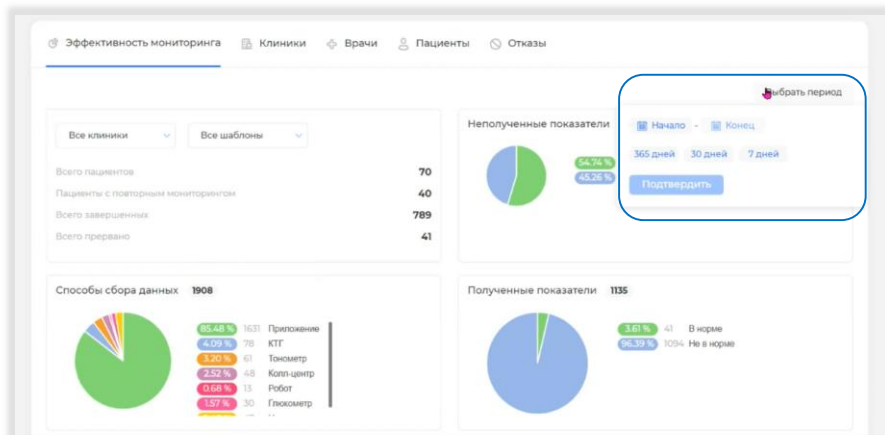 Эффективность мониторинга Клиники Врачи Пациенты Отказы
Выбрать период
Все клиники Все шаблоны
Всего пациентов 70
Пациенты с повторным мониторингом 40
Всего завершенных 789
Всего прервано 41
Неполученные показатели
54.74 %
45.26 %
Начало - Конец
365 дней 30 дней 7 дней
Подтвердить
Способы сбора данных 1908
85.48 % 1631 Приложение
4.09 % 78 КТГ
3.20 % 61 Тонометр
2.52 % 48 Колл-центр
0.68 % 13 Робот
1.57 % 30 Глюкометр
Полученные показатели 1135
3.61 % 41 В норме
96.39 % 1094 Не в норме